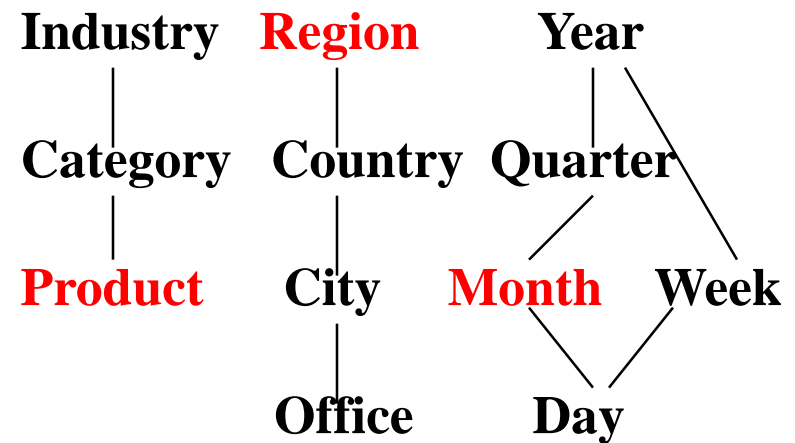 Industry Region Year
Category Country Quarter
Product City Month Week
Office Day